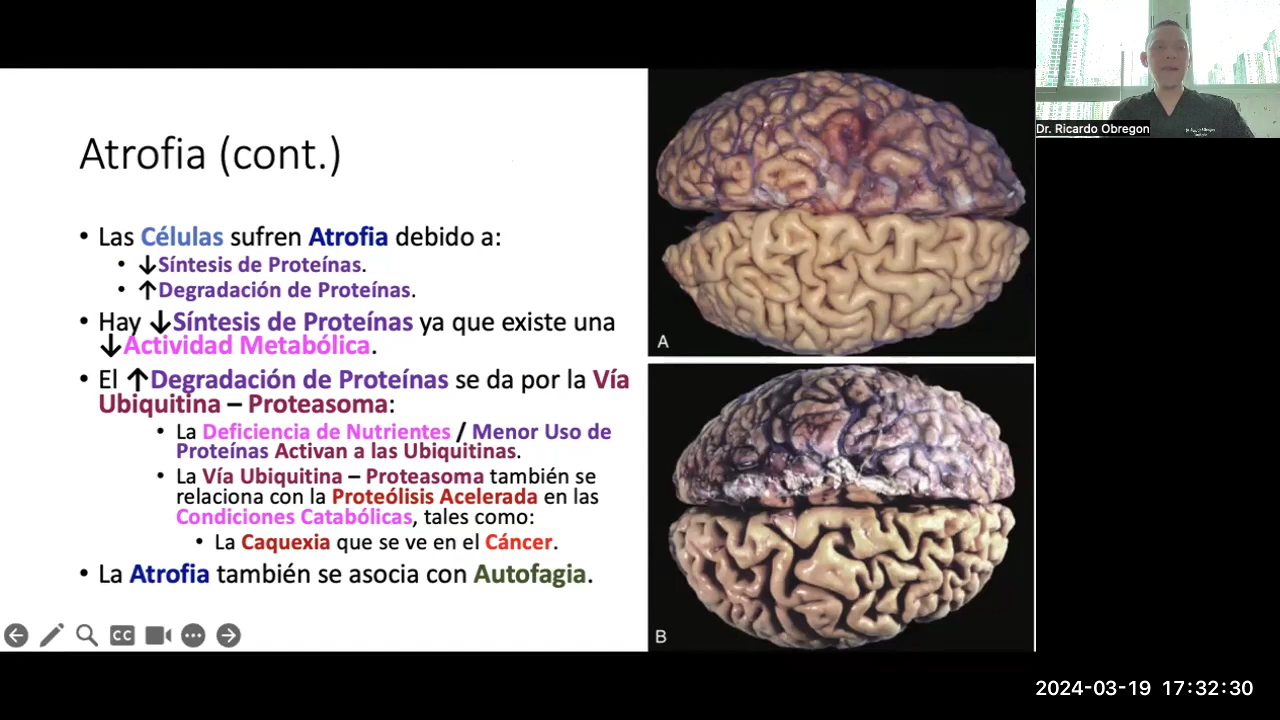 Atrofia (cont.)
• Las Células sufren Atrofia debido a:
• ↓Síntesis de Proteínas.
• ↑Degradación de Proteínas.
• Hay ↓Síntesis de Proteínas ya que existe una
↓Actividad Metabólica.
• El ↑Degradación de Proteínas se da por la Vía
Ubiquitina – Proteasoma:
• La Deficiencia de Nutrientes / Menor Uso de
Proteínas Activan a las Ubiquitinas.
• La Vía Ubiquitina – Proteasoma también se
relaciona con la Proteólisis Acelerada en las
Condiciones Catabólicas, tales como:
• La Caquexia que se ve en el Cáncer.
• La Atrofia también se asocia con Autofagia.
CC
A
B
Dr. Ricardo Obregon
2024-03-19 17:32:30